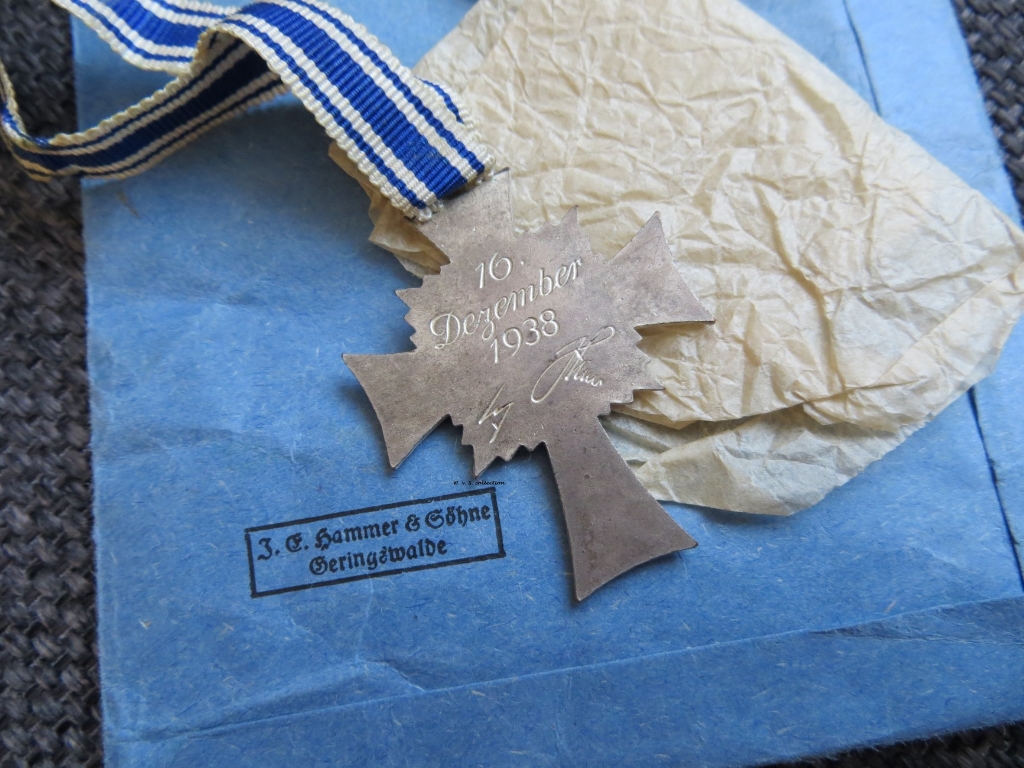 16.
Dezember
1938
J. E. Hammer & Söhne
Geringswalde